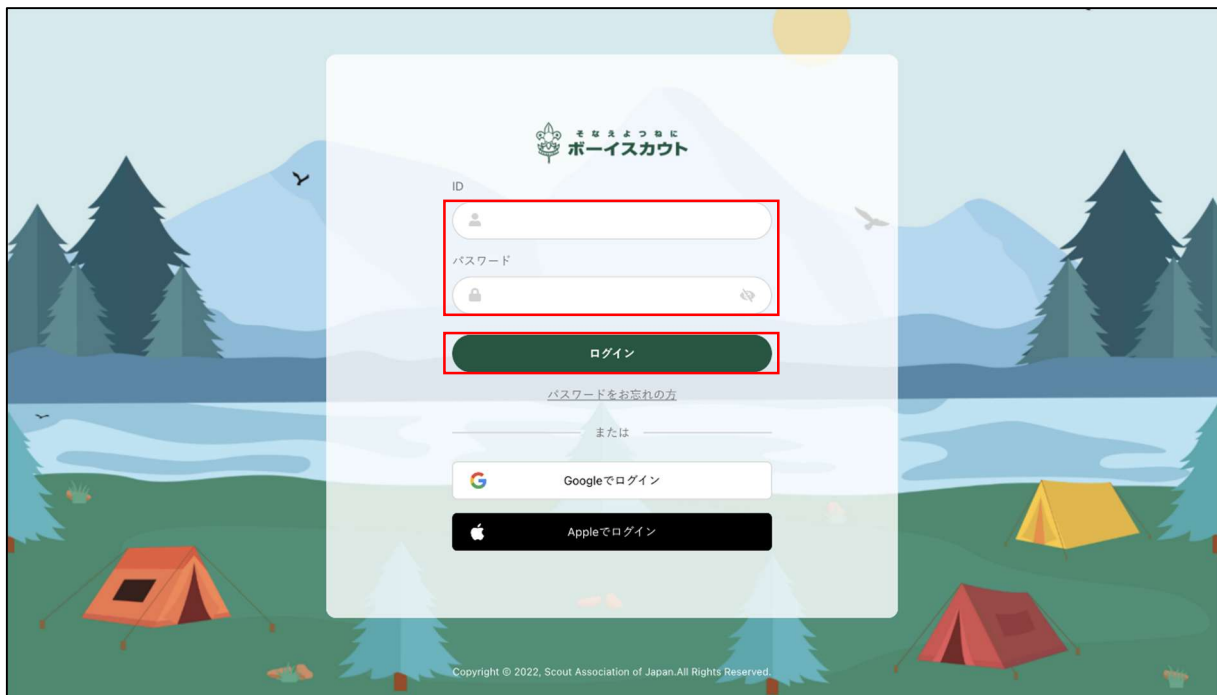 そなえよつねに
ボーイスカウト
ID
パスワード
ログイン
パスワードをお忘れの方
または
Googleでログイン
Appleでログイン
Copyright © 2022, Scout Association of Japan.All Rights Reserved.